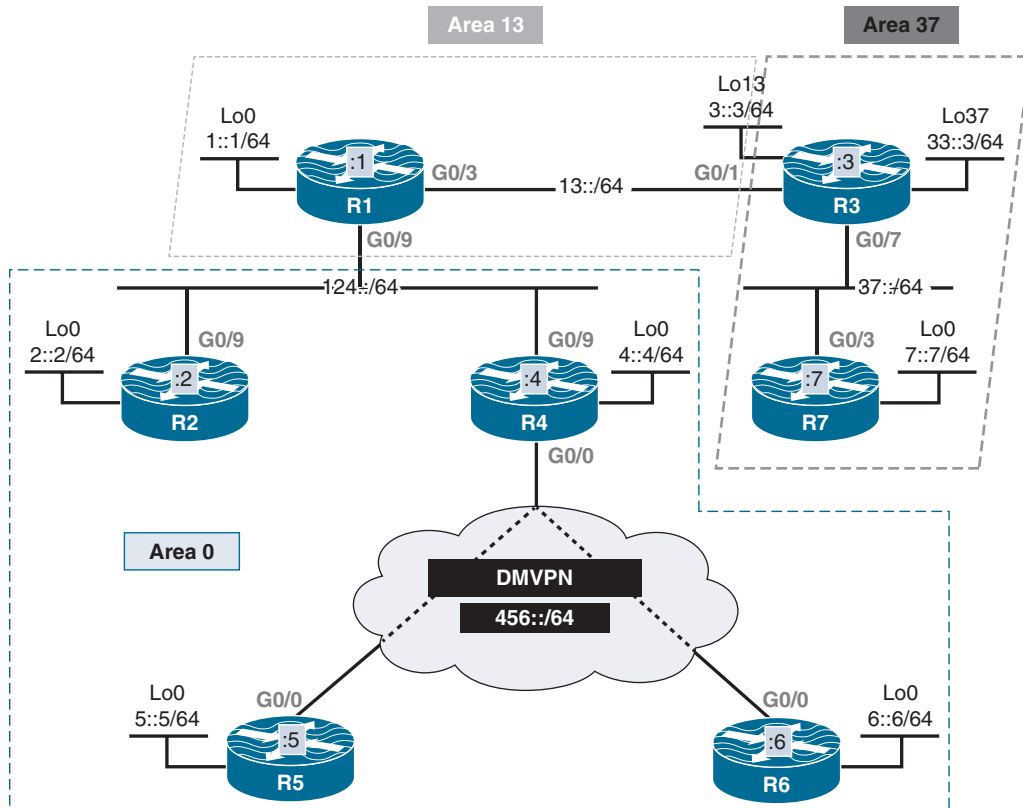 Area 13
Area 37
Lo0
1::1/64
:1
R1
G0/3
13::/64
G0/1
Lo13
3::3/64
:3
R3
Lo37
33::3/64
G0/9
G0/7
124::/64
37::/64
Lo0
2::2/64
G0/9
:2
R2
G0/9
:4
R4
Lo0
4::4/64
G0/0
G0/3
:7
R7
Lo0
7::7/64
Area 0
DMVPN
456::/64
Lo0
5::5/64
G0/0
:5
R5
G0/0
:6
R6
Lo0
6::6/64